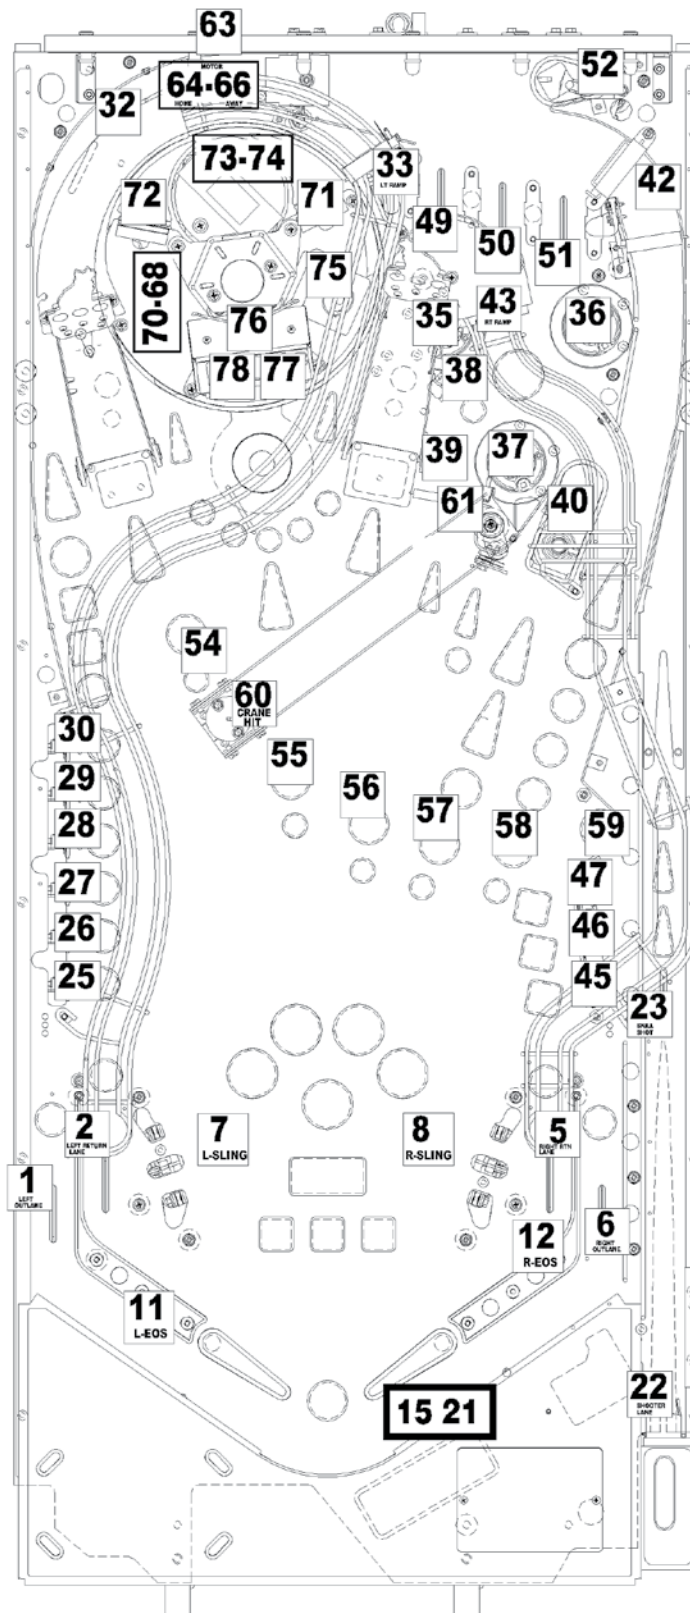 63
MOTOR
64-66
HOME AWAY
52
32
73-74
33
LT RAMP
42
72
71
49
50
51
70-68
75
43
RT RAMP
36
76
35
78
77
38
39
37
61
40
54
60
CRANE
HIT
30
55
29
56
57
58
59
28
27
47
26
46
25
45
23
SKILL
SHOT
2
LEFT RETURN
LANE
7
L-SLING
8
R-SLING
5
RIGHT RTN
LANE
1
LEFT
OUTLANE
6
RIGHT
OUTLANE
12
R-EOS
11
L-EOS
15 21
22
SHOOTER
LANE